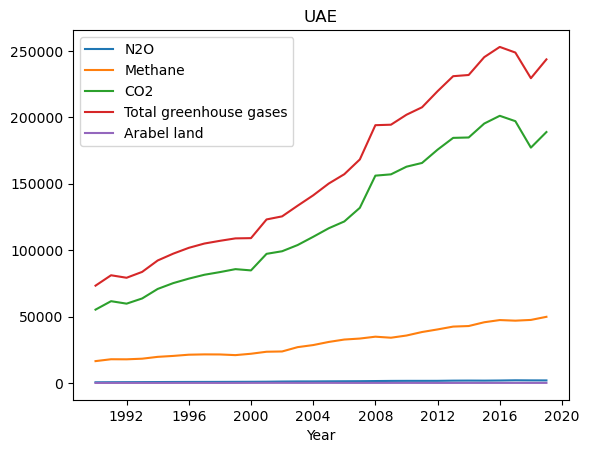 UAE
N2O
Methane
CO2
Total greenhouse gases
Arabel land
250000
200000
150000
100000
50000
0
1992 1996 2000 2004 2008 2012 2016 2020
Year